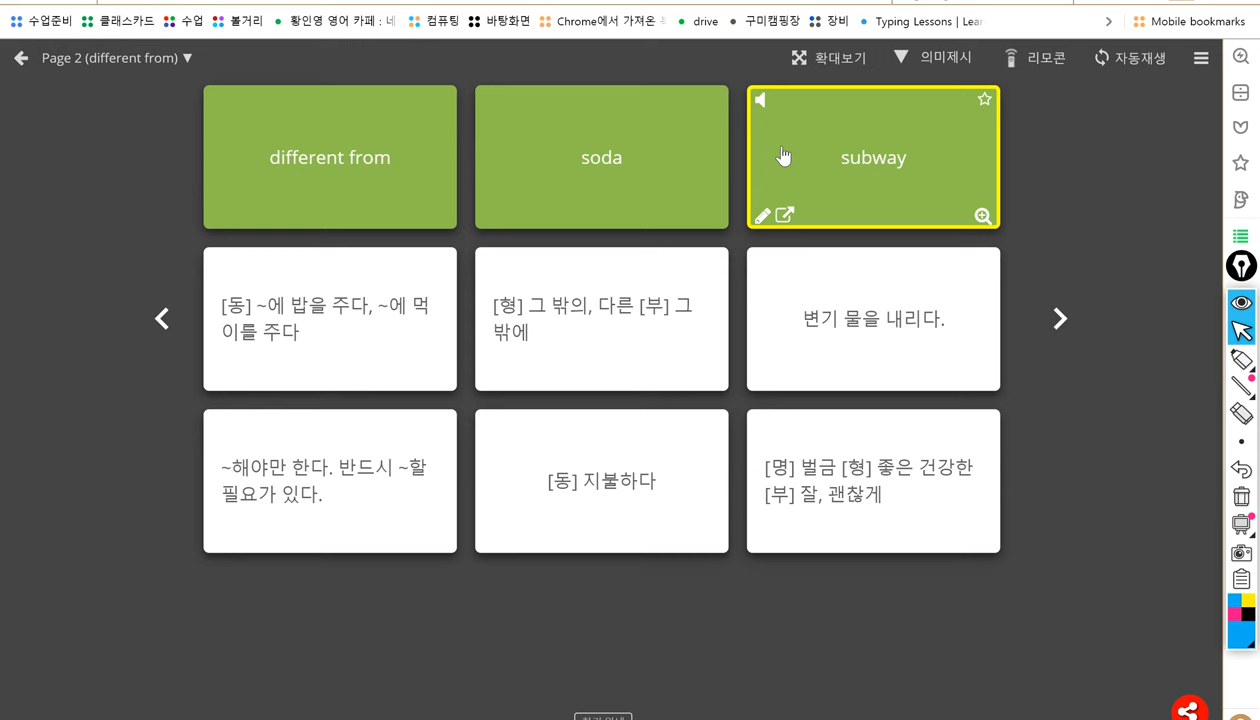 수업준비 클래스카드 수업 볼거리 황인영 영어 카페 : 네 컴퓨팅 바탕화면 Chrome에서 가져온 drive 구미캠핑장 장비 Typing Lessons | Lear Mobile bookmarks
Page 2 (different from) ▼ 확대보기 의미제시 리모콘 자동재생
different from
soda
subway
[동] ~에 밥을 주다, ~에 먹
이를 주다
[형] 그 밖의, 다른 [부] 그
밖에
변기 물을 내리다.
~해야만 한다. 반드시 ~할
필요가 있다.
[동] 지불하다
[명] 벌금 [형] 좋은 건강한
[부] 잘, 괜찮게